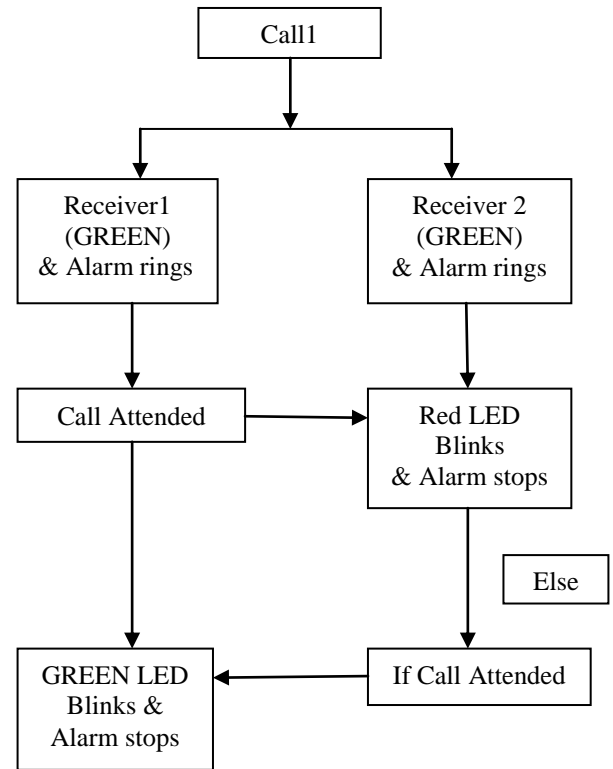 Call1
Receiver1
(GREEN)
& Alarm rings
Receiver 2
(GREEN)
& Alarm rings
Call Attended
Red LED
Blinks
& Alarm stops
Else
GREEN LED
Blinks &
Alarm stops
If Call Attended